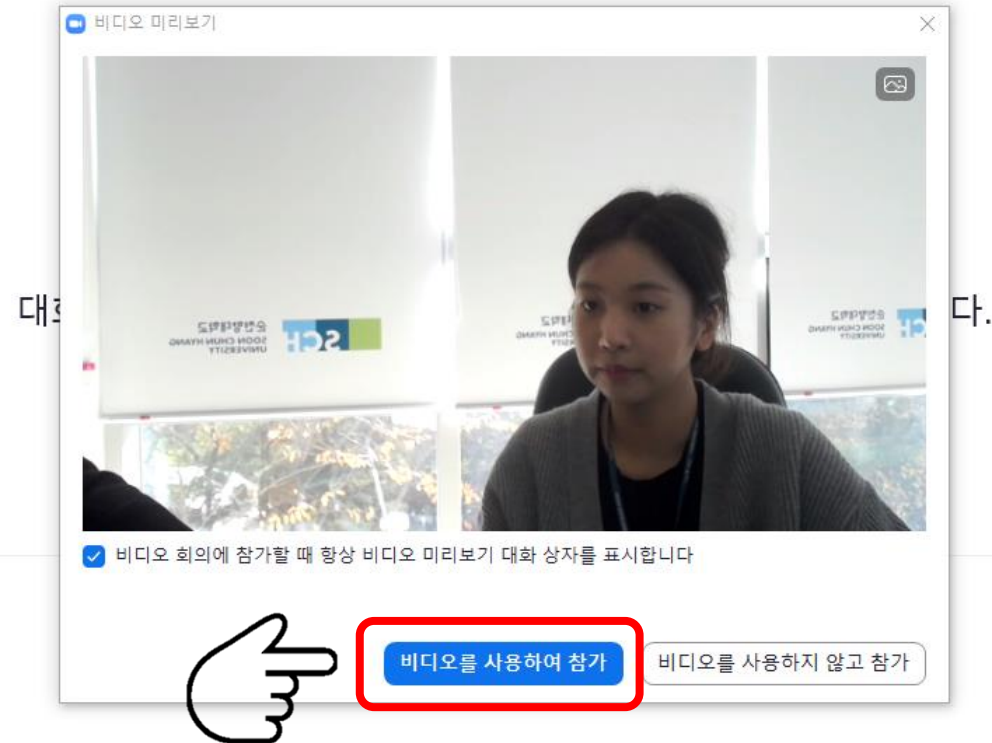 비디오 미리보기
대화
다.
순천향대학교
SOON CHUN HYANG
UNIVERSITY
SCH
비디오 회의에 참가할 때 항상 비디오 미리보기 대화 상자를 표시합니다
비디오를 사용하여 참가
비디오를 사용하지 않고 참가